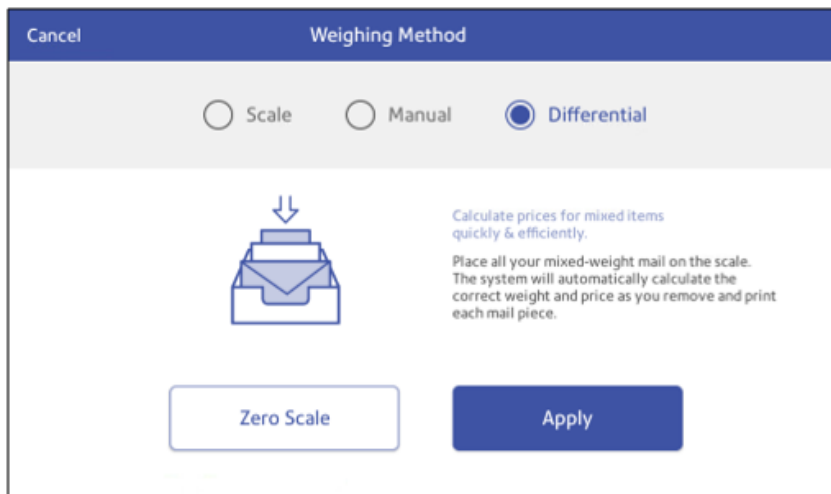 Cancel
Weighing Method
Scale
Manual
Differential
Calculate prices for mixed items
quickly & efficiently.
Place all your mixed-weight mail on the scale.
The system will automatically calculate the
correct weight and price as you remove and print
each mail piece.
Zero Scale
Apply